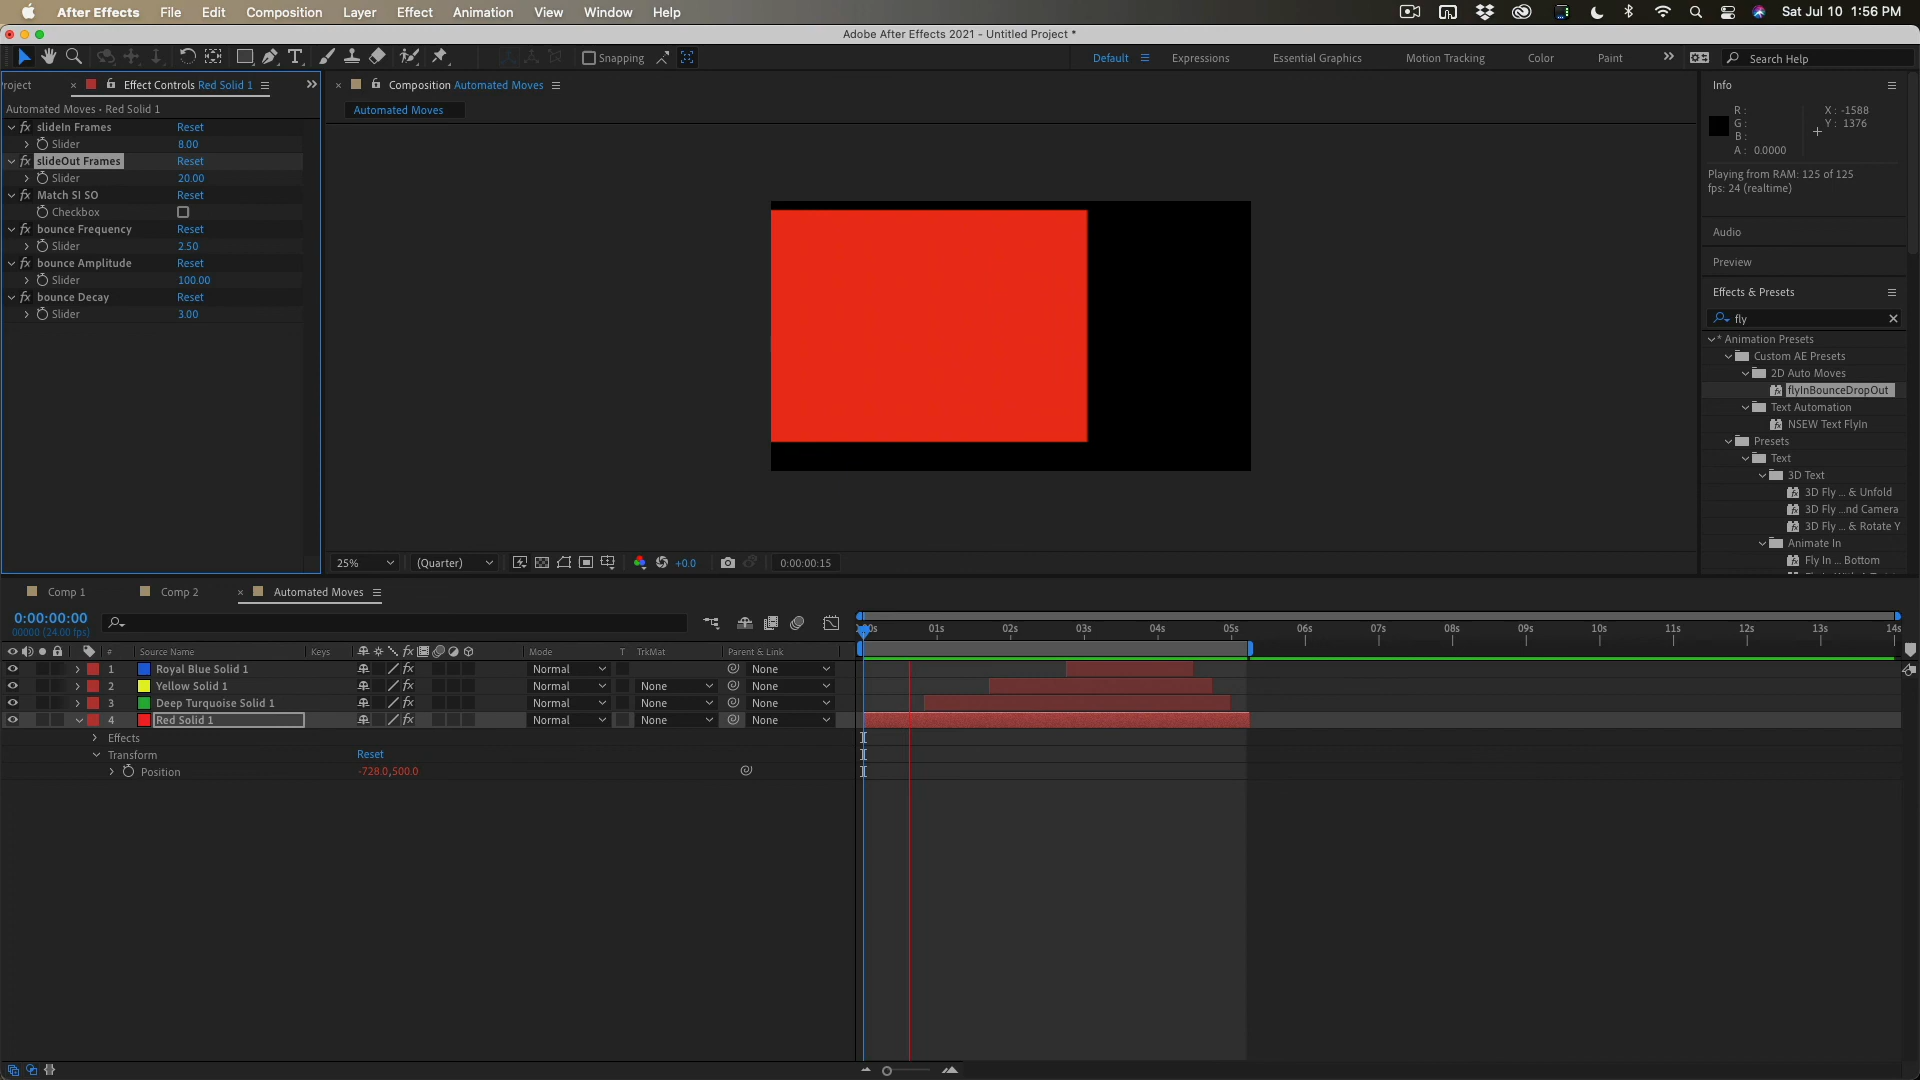 After Effects File Edit Composition Layer Effect Animation View Window Help Sat Jul 10 1:56 PM
Adobe After Effects 2021 - Untitled Project *
Snapping Default Expressions Essential Graphics Motion Tracking Color Paint Search Help
roject Effect Controls Red Solid 1
Automated Moves • Red Solid 1
slideIn Frames Reset
Slider 8.00
slideOut Frames Reset
Slider 20.00
Match SI SO Reset
Checkbox
bounce Frequency Reset
Slider 2.50
bounce Amplitude Reset
Slider 100.00
bounce Decay Reset
Slider 3.00
Composition Automated Moves
Automated Moves
25% (Quarter) +0.0 0:00:00:15
Info
R :
G :
B :
A : 0.0000
X : -1588
Y : 1376
Playing from RAM: 125 of 125
fps: 24 (realtime)
Audio
Preview
Effects & Presets
fly
* Animation Presets
Custom AE Presets
2D Auto Moves
flyInBounceDropOut
Text Automation
NSEW Text FlyIn
Presets
Text
3D Text
3D Fly ... & Unfold
3D Fly ...nd Camera
3D Fly ... & Rotate Y
Animate In
Fly In ... Bottom
Comp 1 Comp 2 Automated Moves
0:00:00:00
00000 (24.00 fps)
01s 02s 03s 04s 05s 06s 07s 08s 09s 10s 11s 12s 13s 14s
# Source Name Keys Mode T TrkMat Parent & Link
1 Royal Blue Solid 1 Normal None
2 Yellow Solid 1 Normal None None
3 Deep Turquoise Solid 1 Normal None None
4 Red Solid 1 Normal None None
Effects
Transform Reset
Position -728.0,500.0